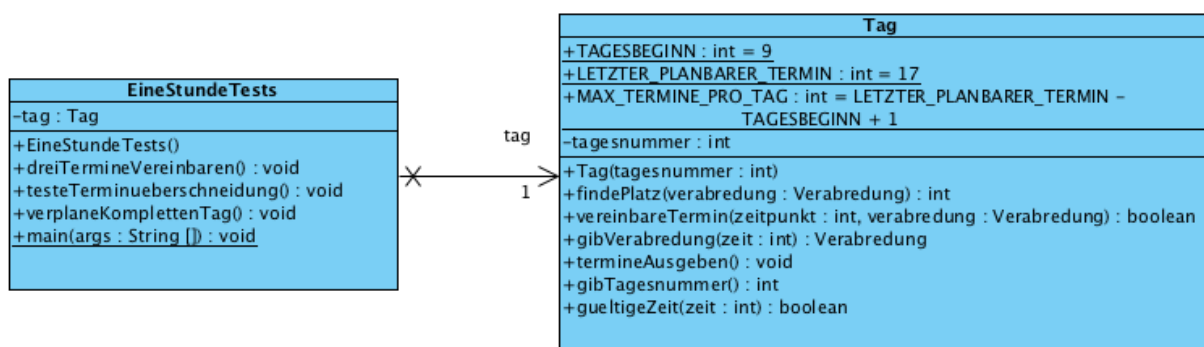 EineStundeTests
-tag : Tag
+EineStundeTests()
+dreiTermineVereinbaren() : void
+testeTerminueberschneidung() : void
+verplaneKomplettenTag() : void
+main(args : String []) : void
tag
1
Tag
+TAGESBEGINN : int = 9
+LETZTER_PLANBARER_TERMIN : int = 17
+MAX_TERMINE_PRO_TAG : int = LETZTER_PLANBARER_TERMIN -
TAGESBEGINN + 1
-tagesnummer : int
+Tag(tagesnummer : int)
+findePlatz(verabredung : Verabredung) : int
+vereinbareTermin(zeitpunkt : int, verabredung : Verabredung) : boolean
+gibVerabredung(zeit : int) : Verabredung
+termineAusgeben() : void
+gibTagesnummer() : int
+gueltigeZeit(zeit : int) : boolean